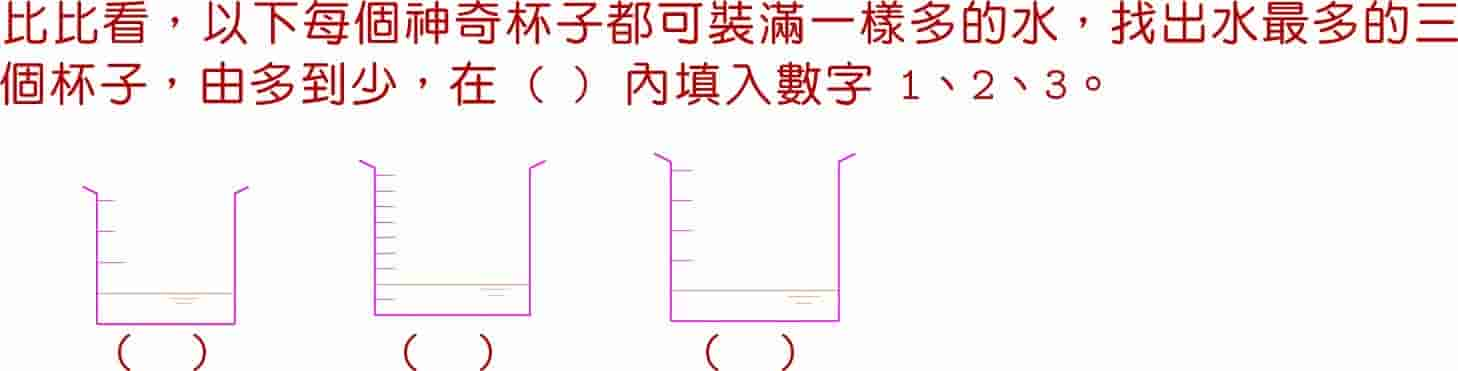 比比看，以下每個神奇杯子都可裝滿一樣多的水，找出水最多的三
個杯子，由多到少，在（ ）內填入數字 1、2、3。
（ ） （ ） （ ）